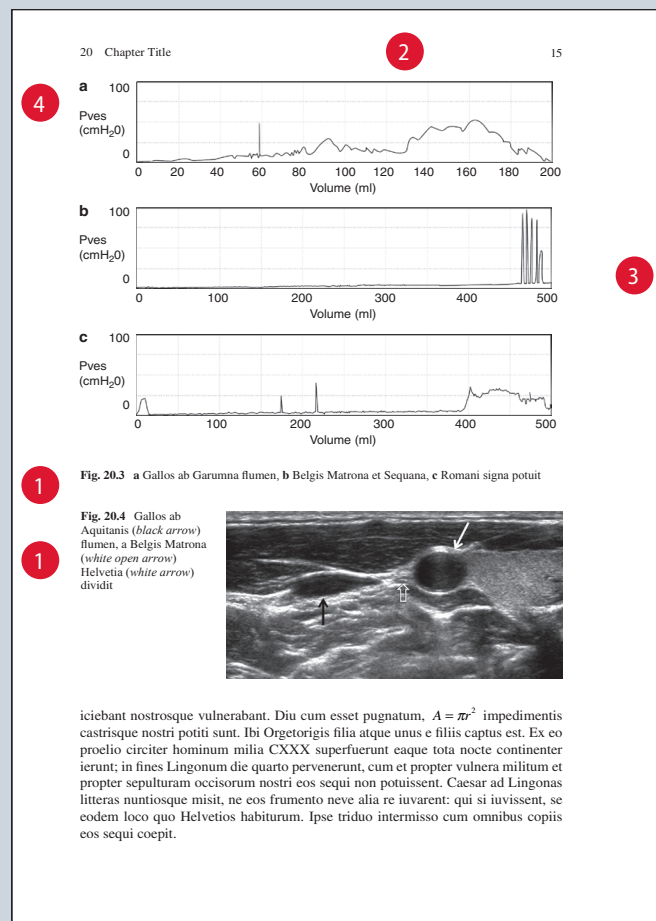 20 Chapter Title 15
2
4
a
100
Pves
(cmH20)
0
0 20 40 60 80 100 120 140 160 180 200
Volume (ml)
b
100
Pves
(cmH20)
0
0 100 200 300 400 500
Volume (ml)
3
c
100
Pves
(cmH20)
0
0 100 200 300 400 500
Volume (ml)
1
Fig. 20.3 a Gallos ab Garumna flumen, b Belgis Matrona et Sequana, c Romani signa potuit
1
Fig. 20.4 Gallos ab
Aquitanis (black arrow)
flumen, a Belgis Matrona
(white open arrow)
Helvetia (white arrow)
dividit
iciebant nostrosque vulnerabant. Diu cum esset pugnatum, A = πr² impedimentis
castrisque nostri potiti sunt. Ibi Orgetorigis filia atque unus e filiis captus est. Ex eo
proelio circiter hominum milia CXXX superfuerunt eaque tota nocte continenter
ierunt; in fines Lingonum die quarto pervenerunt, cum et propter vulnera militum et
propter sepulturam occisorum nostri eos sequi non potuissent. Caesar ad Lingonas
litteras nuntiosque misit, ne eos frumento neve alia re iuvarent: qui si iuvissent, se
eodem loco quo Helvetios habiturum. Ipse triduo intermisso cum omnibus copiis
eos sequi coepit.